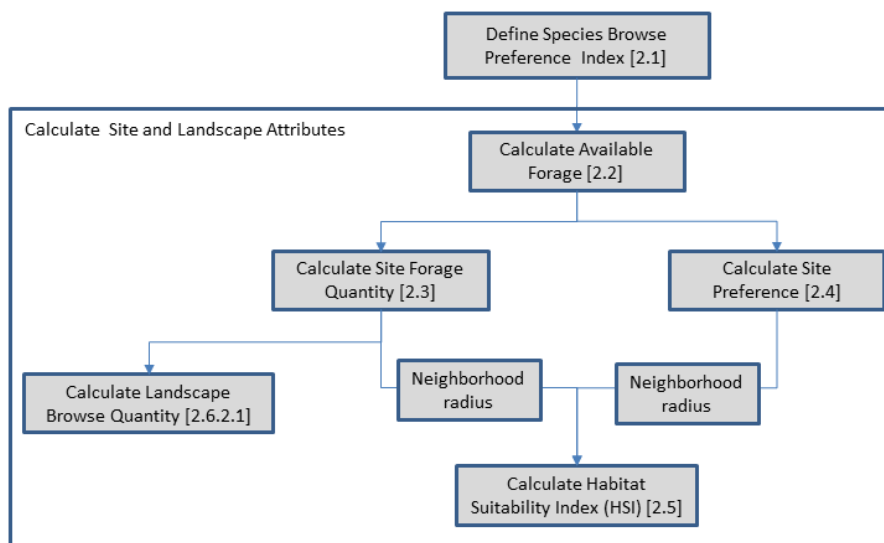 Define Species Browse
Preference Index [2.1]
Calculate Site and Landscape Attributes
Calculate Available
Forage [2.2]
Calculate Site Forage
Quantity [2.3]
Calculate Site
Preference [2.4]
Calculate Landscape
Browse Quantity [2.6.2.1]
Neighborhood
radius
Neighborhood
radius
Calculate Habitat
Suitability Index (HSI) [2.5]